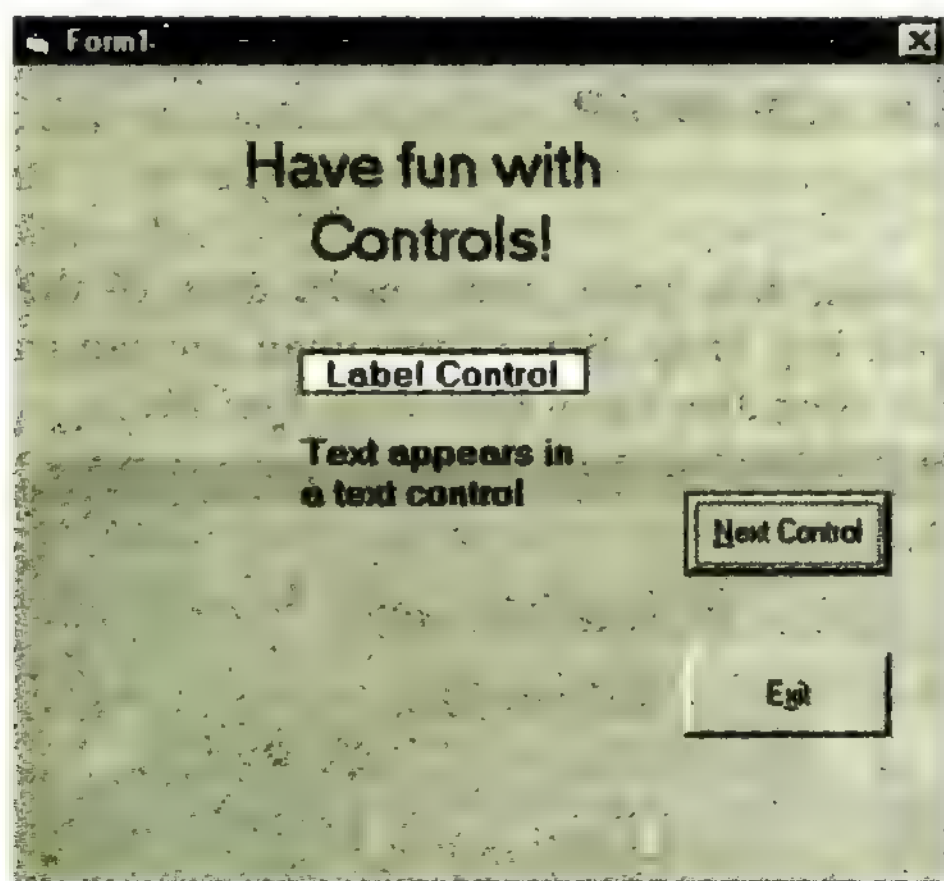 Form1
Have fun with
Controls!
Label Control
Text appears in
a text control
Next Control
Exit